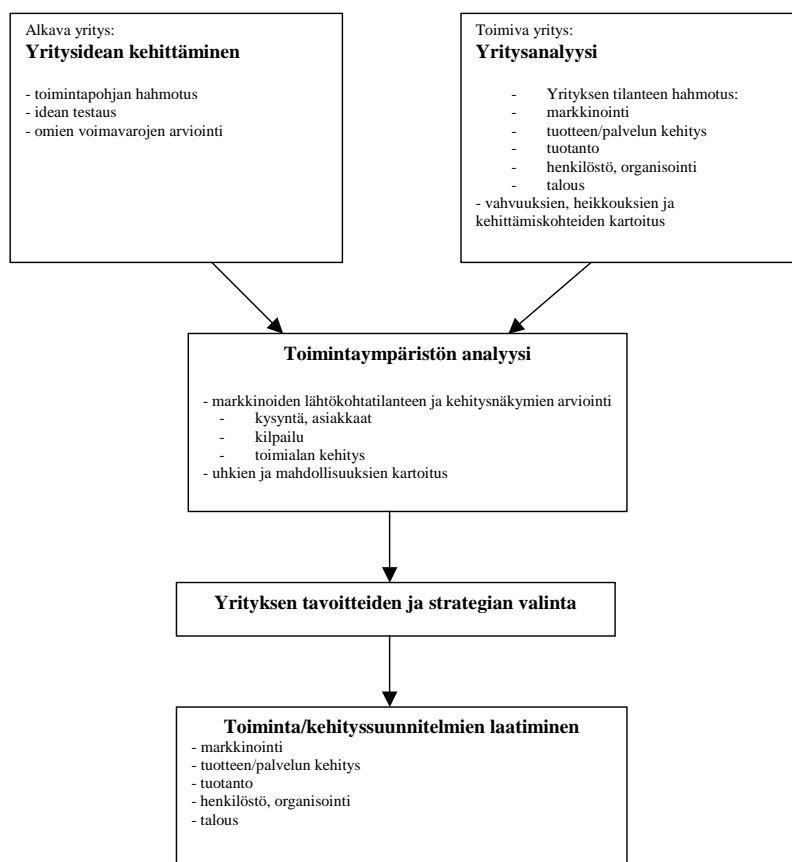 Alkava yritys:
Yritysidean kehittäminen
- toimintapohjan hahmotus
- idean testaus
- omien voimavarojen arviointi
Toimiva yritys:
Yritysanalyysi
- Yrityksen tilanteen hahmotus:
- markkinointi
- tuotteen/palvelun kehitys
- tuotanto
- henkilöstö, organisointi
- talous
- vahvuuksien, heikkouksien ja
kehittämiskohteiden kartoitus
Toimintaympäristön analyysi
- markkinoiden lähtökohtatilanteen ja kehitysnäkymien arviointi
- kysyntä, asiakkaat
- kilpailu
- toimialan kehitys
- uhkien ja mahdollisuuksien kartoitus
Yrityksen tavoitteiden ja strategian valinta
Toiminta/kehityssuunnitelmien laatiminen
- markkinointi
- tuotteen/palvelun kehitys
- tuotanto
- henkilöstö, organisointi
- talous